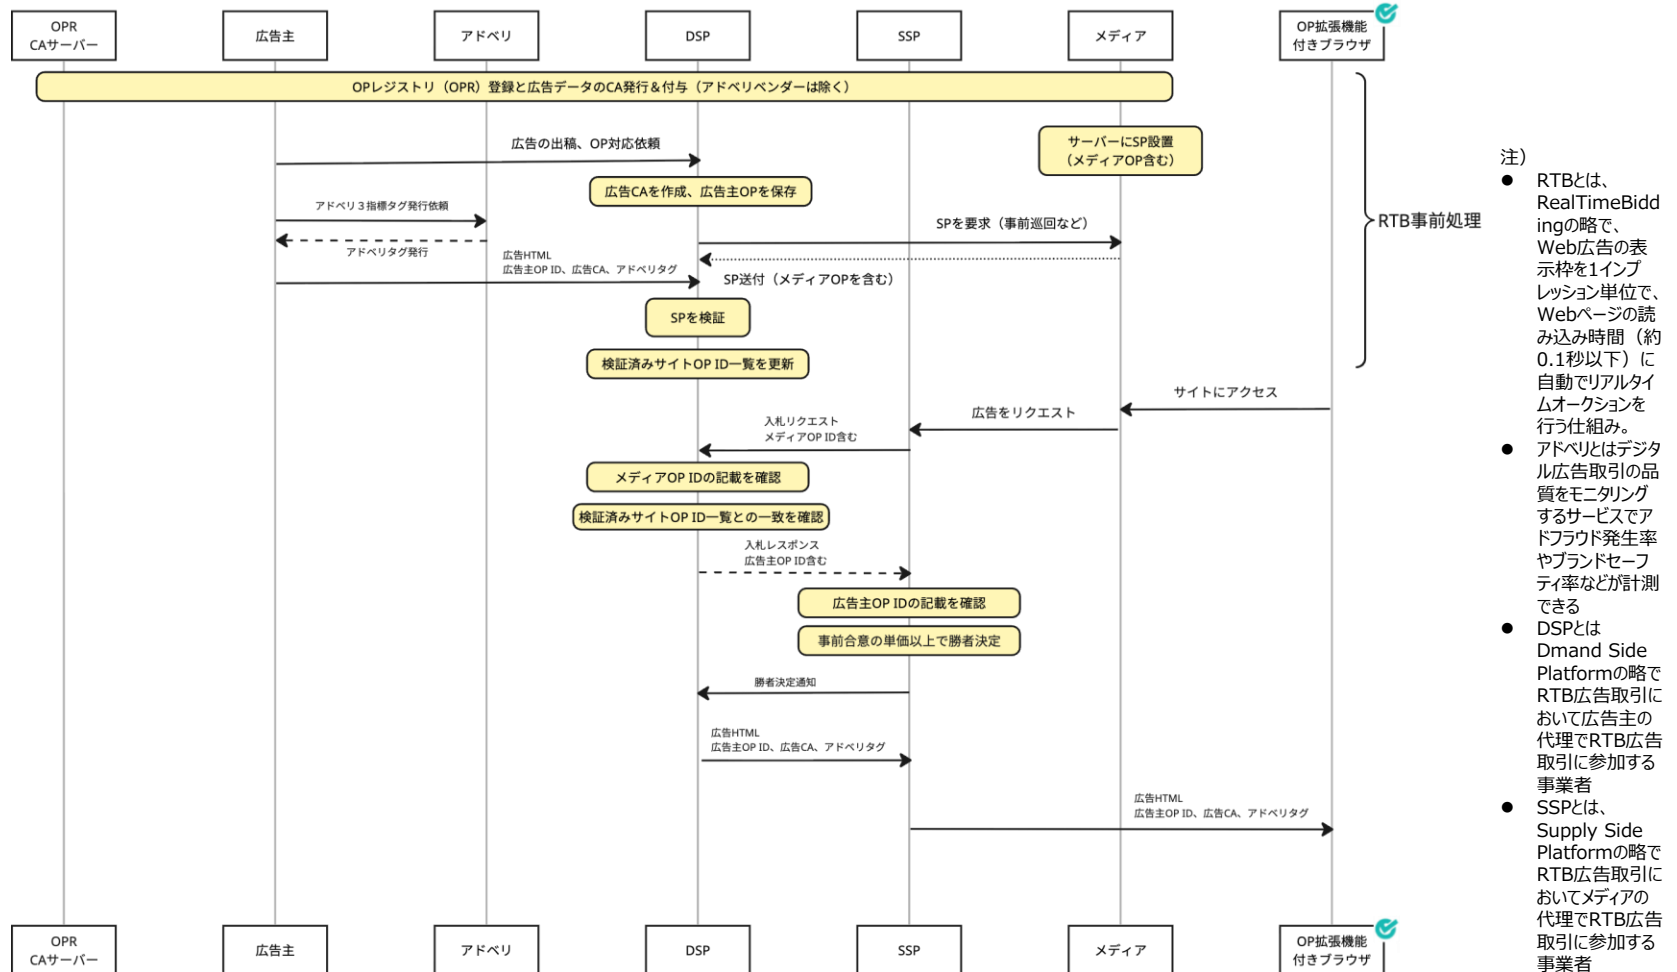 OPR
CAサーバー
広告主
アドベリ
DSP
SSP
メディア
OP拡張機能
付きブラウザ
OPレジストリ（OPR）登録と広告データのCA発行＆付与（アドベリベンダーは除く）
広告の出稿、OP対応依頼
サーバーにSP設置
（メディアOP含む）
広告CAを作成、広告主OPを保存
アドベリ３指標タグ発行依頼
SPを要求（事前巡回など）
RTB事前処理
アドベリタグ発行
広告HTML
広告主OP ID、広告CA、アドベリタグ
SP送付（メディアOPを含む）
SPを検証
検証済みサイトOP ID一覧を更新
サイトにアクセス
広告をリクエスト
入札リクエスト
メディアOP ID含む
メディアOP IDの記載を確認
検証済みサイトOP ID一覧との一致を確認
入札レスポンス
広告主OP ID含む
広告主OP IDの記載を確認
事前合意の単価以上で勝者決定
勝者決定通知
広告HTML
広告主OP ID、広告CA、アドベリタグ
広告HTML
広告主OP ID、広告CA、アドベリタグ
OPR
CAサーバー
広告主
アドベリ
DSP
SSP
メディア
OP拡張機能
付きブラウザ
注）
● RTBとは、
RealTimeBidd
ingの略で、
Web広告の表
示枠を1インプ
レッション単位で、
Webページの読
み込み時間（約
0.1秒以下）に
自動でリアルタイ
ムオークションを
行う仕組み。
● アドベリとはデジタ
ル広告取引の品
質をモニタリング
するサービスでア
ドフラウド発生率
やブランドセーフ
ティ率などが計測
できる
● DSPとは
Dmand Side
Platformの略で
RTB広告取引に
おいて広告主の
代理でRTB広告
取引に参加する
事業者
● SSPとは、
Supply Side
Platformの略で
RTB広告取引に
おいてメディアの
代理でRTB広告
取引に参加する
事業者